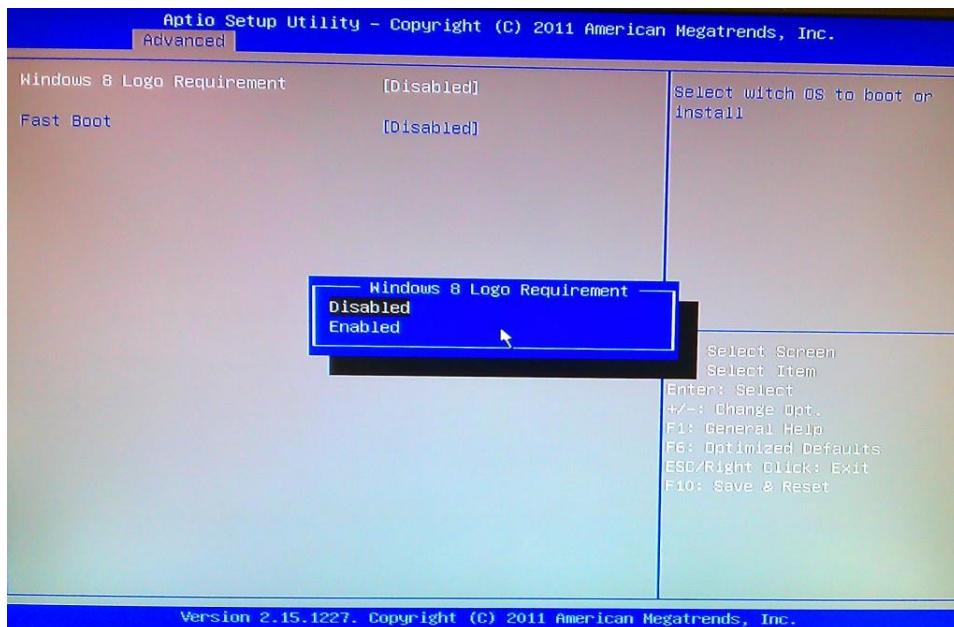 Aptio Setup Utility – Copyright (C) 2011 American Megatrends, Inc.
Advanced
Windows 8 Logo Requirement [Disabled]
Fast Boot [Disabled]
Select witch OS to boot or
install
Windows 8 Logo Requirement
Disabled
Enabled
Select Screen
Select Item
Enter: Select
+/-: Change Opt.
F1: General Help
F6: Optimized Defaults
ESC/Right Click: Exit
F10: Save & Reset
Version 2.15.1227. Copyright (C) 2011 American Megatrends, Inc.